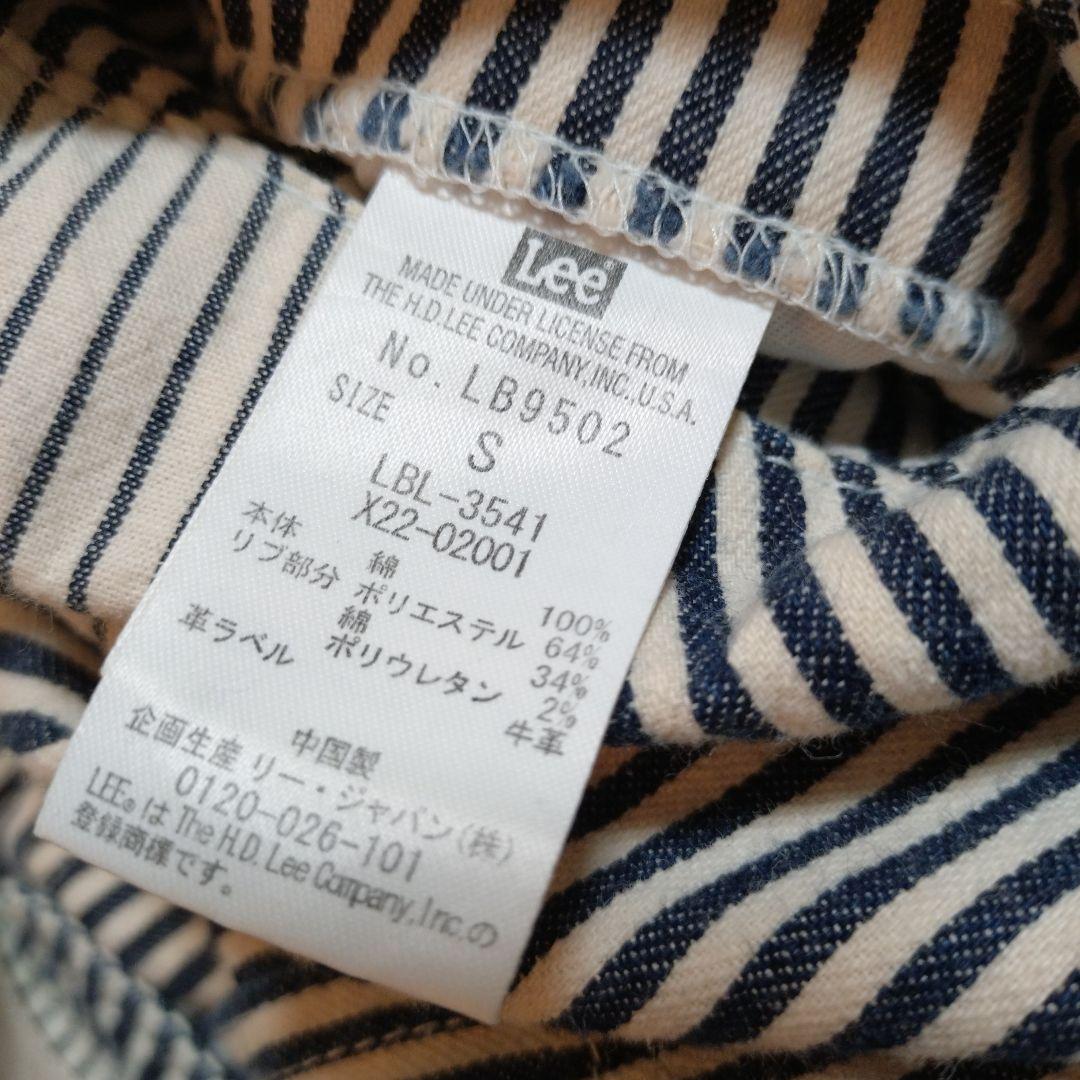 Lee
MADE UNDER LICENSE FROM
THE H.D.LEE COMPANY,INC.,U.S.A.
No. LB9502
SIZE S
LBL-3541
X22-02001
本体 綿 100%
リブ部分 ポリエステル 64%
綿 34%
ポリウレタン 2%
革ラベル 牛革
中国製
企画生産 リー・ジャパン(株)
0120-026-101
LEE®は The H.D.Lee Company,Inc.の
登録商標です。